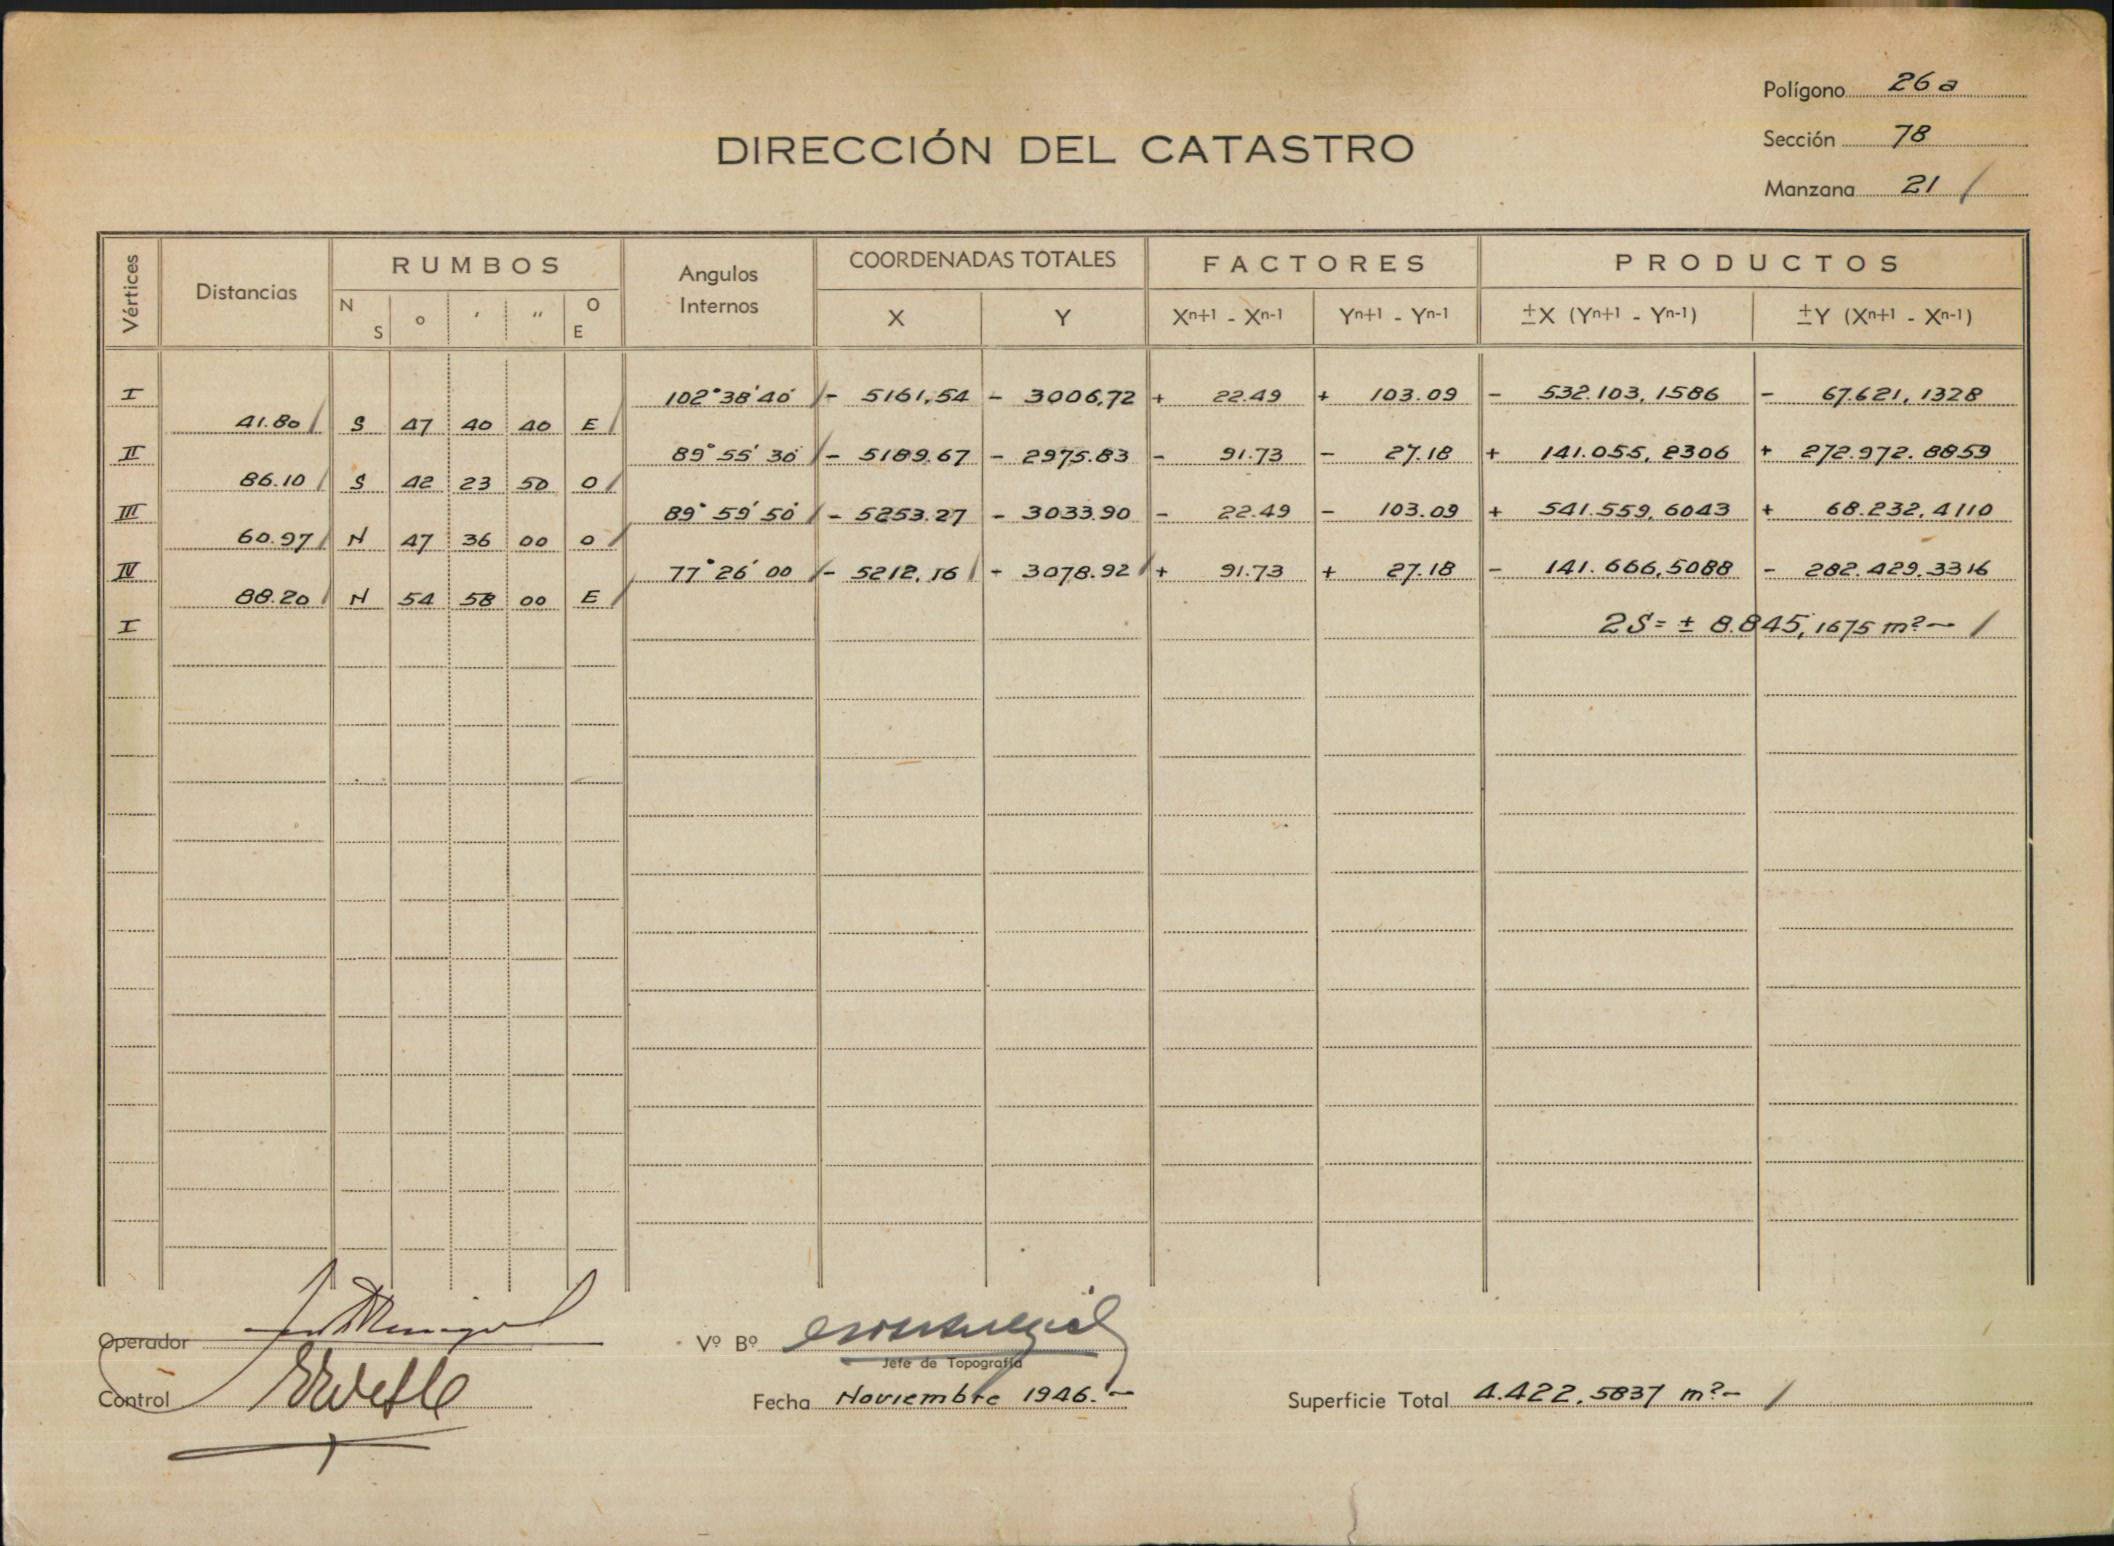 Polígono 26 a
Sección 78
Manzana 21 /
DIRECCIÓN DEL CATASTRO
Vértices Distancias RUMBOS Angulos Internos COORDENADAS TOTALES FACTORES PRODUCTOS
N S ° ′ ″ O E X Y Xn+1 - Xn-1 Yn+1 - Yn-1 ±X (Yn+1 - Yn-1) ±Y (Xn+1 - Xn-1)
I 102° 38' 40' / - 5161,54 - 3006,72 + 22.49 + 103.09 - 532.103, 1586 - 67.621, 1328
41.80 / S 47 40 40 E /
II 89° 55' 30' / - 5189.67 - 2975.83 - 91.73 - 27.18 + 141.055, 2306 + 272.972. 8859
86.10 / S 42 23 50 O /
III 89° 59' 50' / - 5253.27 - 3033.90 - 22.49 - 103.09 + 541.559, 6043 + 68.232, 4110
60.97 / N 47 36 00 O /
IV 77° 26' 00 / - 5212, 16 / - 3078.92 / + 91.73 + 27.18 - 141.666,5088 - 282.429.3316
88.20 / N 54 58 00 E /
I 2S = ± 8.845, 1675 m2 - /
Operador
Vº Bº
Jefe de Topografía
Control
Fecha Noviembre 1946. -
Superficie Total 4.422. 5837 m2 - /